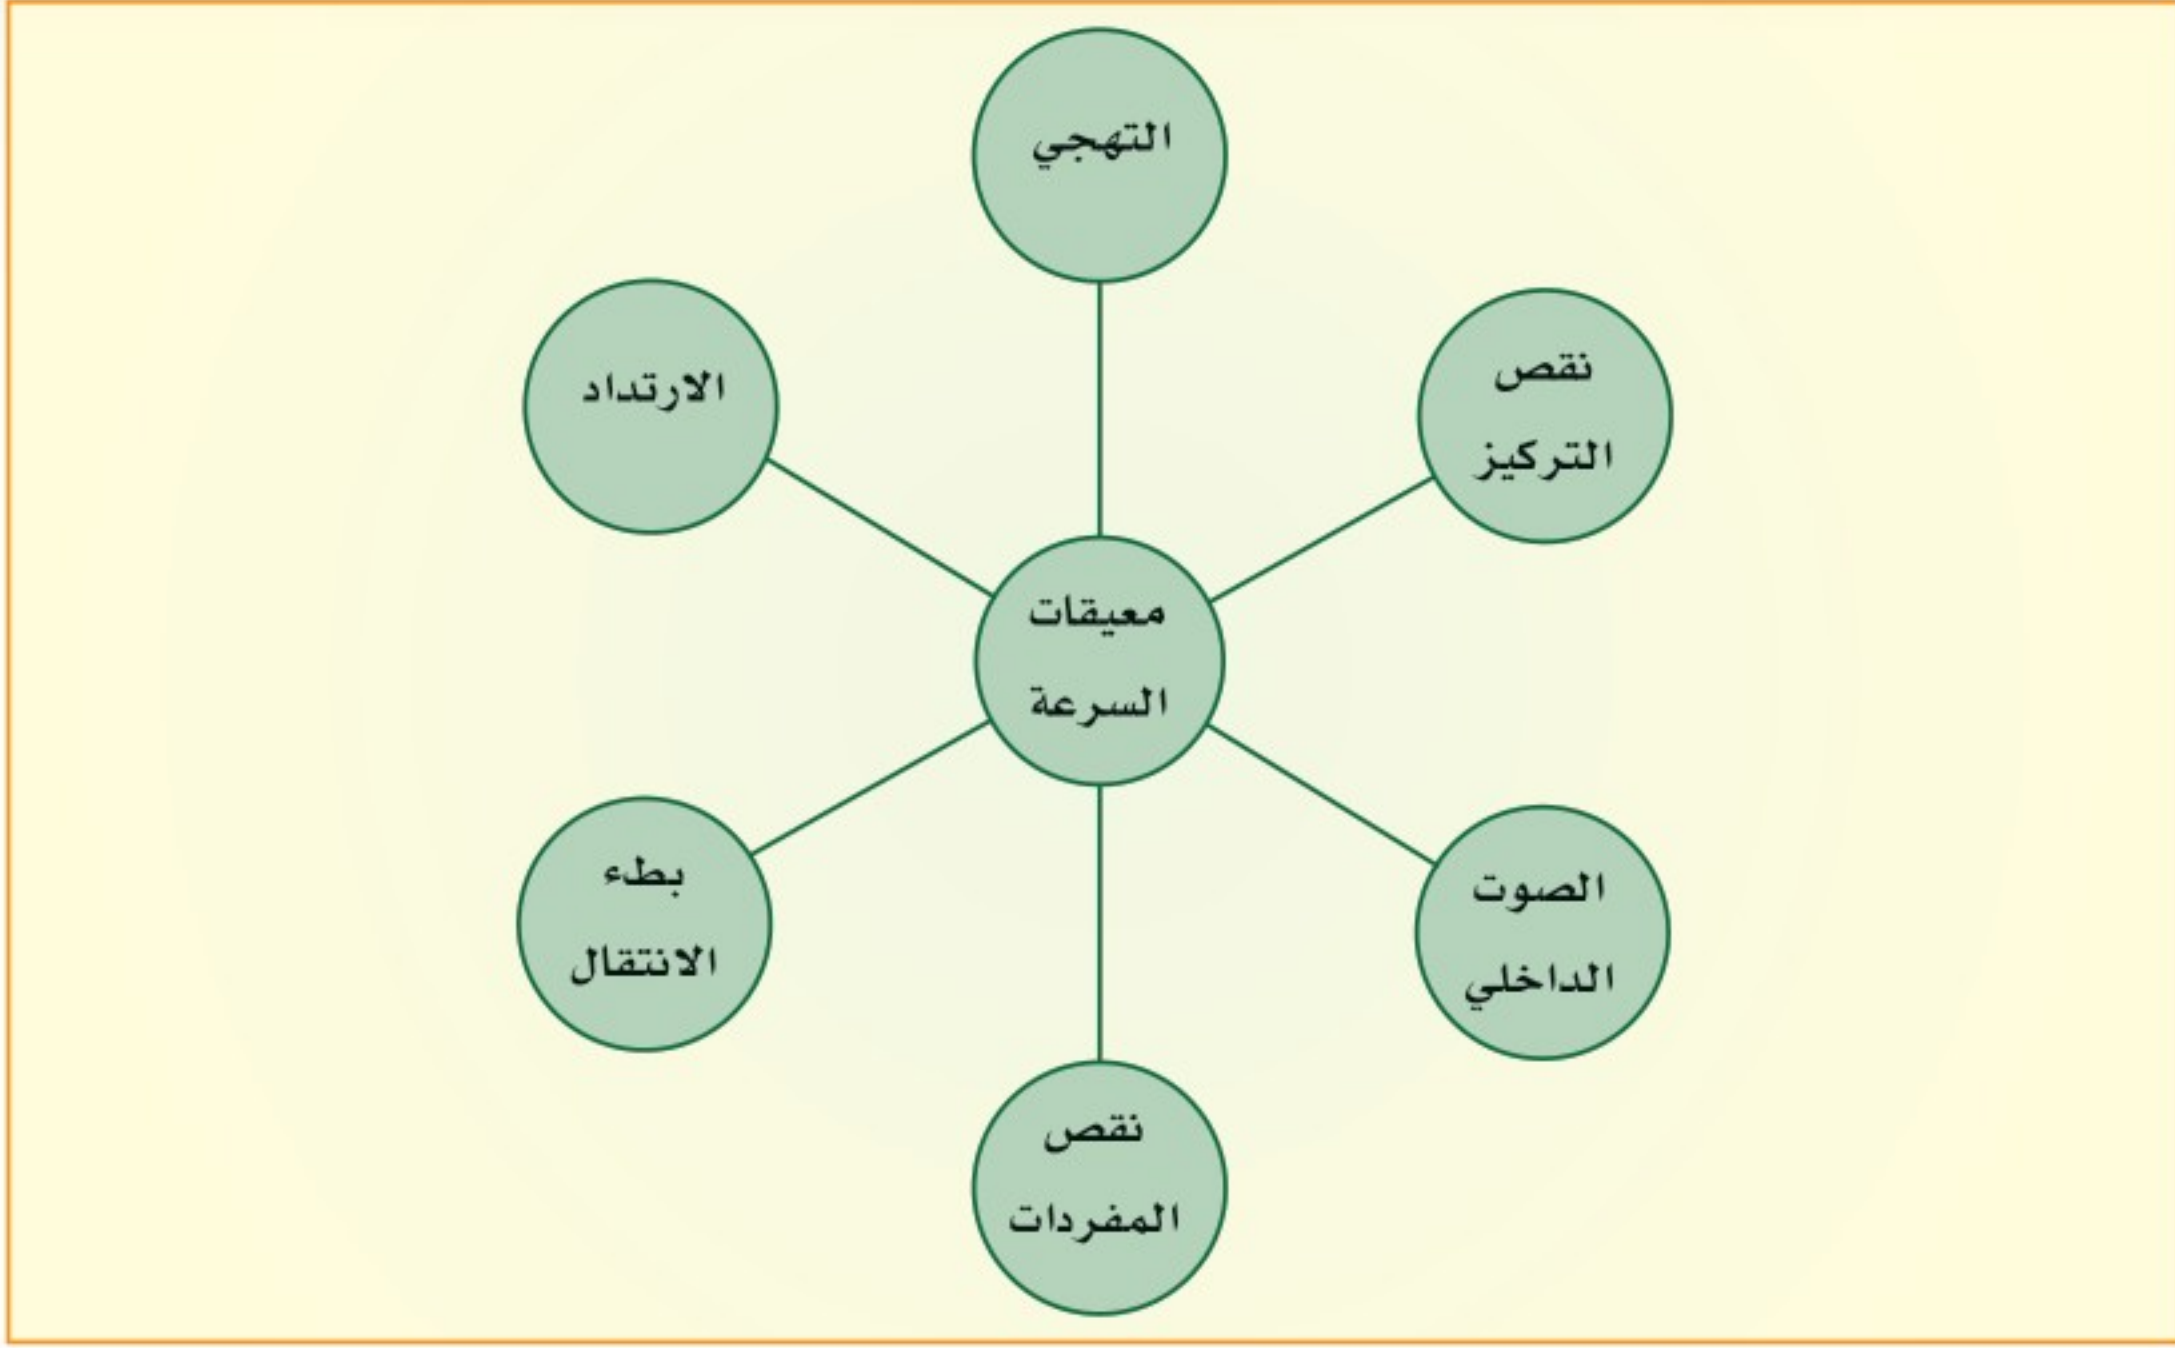 التهجي
نقص
التركيز
الارتداد
معيقات
السرعة
الصوت
الداخلي
بطء
الانتقال
نقص
المفردات